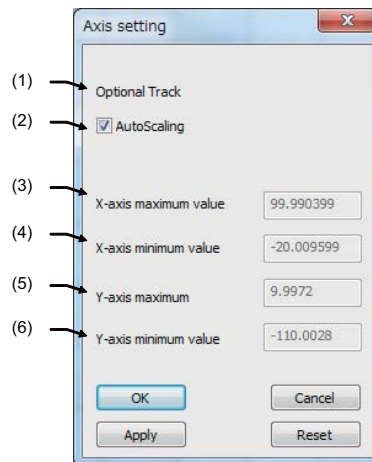 Axis setting
(1)
Optional Track
(2)
AutoScaling
(3)
X-axis maximum value 99.990399
(4)
X-axis minimum value -20.009599
(5)
Y-axis maximum 9.9972
(6)
Y-axis minimum value -110.0028
OK Cancel
Apply Reset